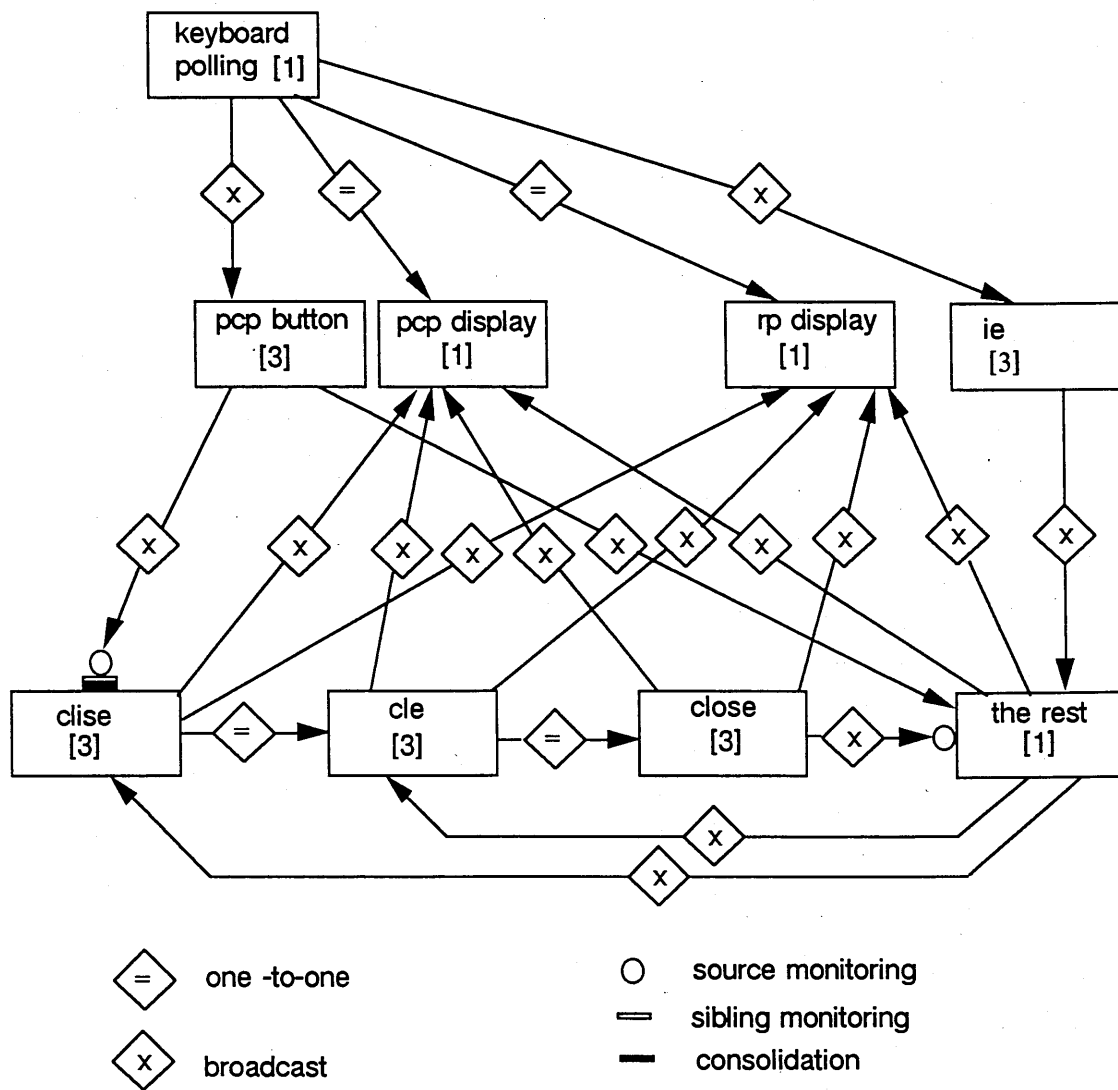 keyboard
polling [1]
x
=
=
x
pcp button
[3]
pcp display
[1]
rp display
[1]
ie
[3]
x
x
x
x
x
x
x
x
x
x
x
clise
[3]
=
cle
[3]
=
close
[3]
x
the rest
[1]
x
x
= one -to-one
x broadcast
source monitoring
sibling monitoring
consolidation